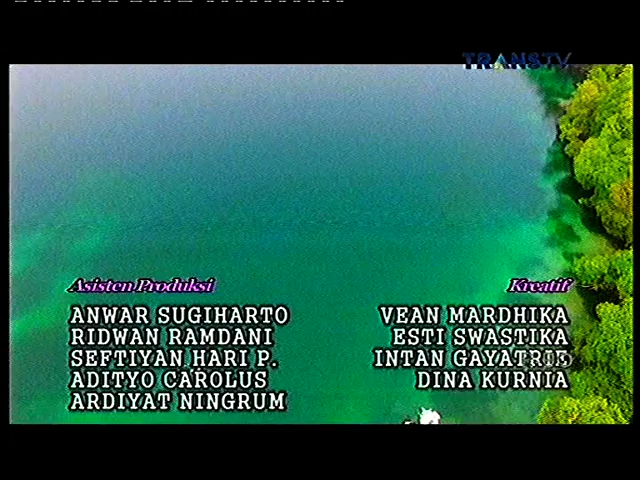 TRANSTV
Asisten Produksi
ANWAR SUGIHARTO
RIDWAN RAMDANI
SEFTIYAN HARI P.
ADITYO CAROLUS
ARDIYAT NINGRUM
Kreatif
VEAN MARDHIKA
ESTI SWASTIKA
INTAN GAYATRIE
DINA KURNIA